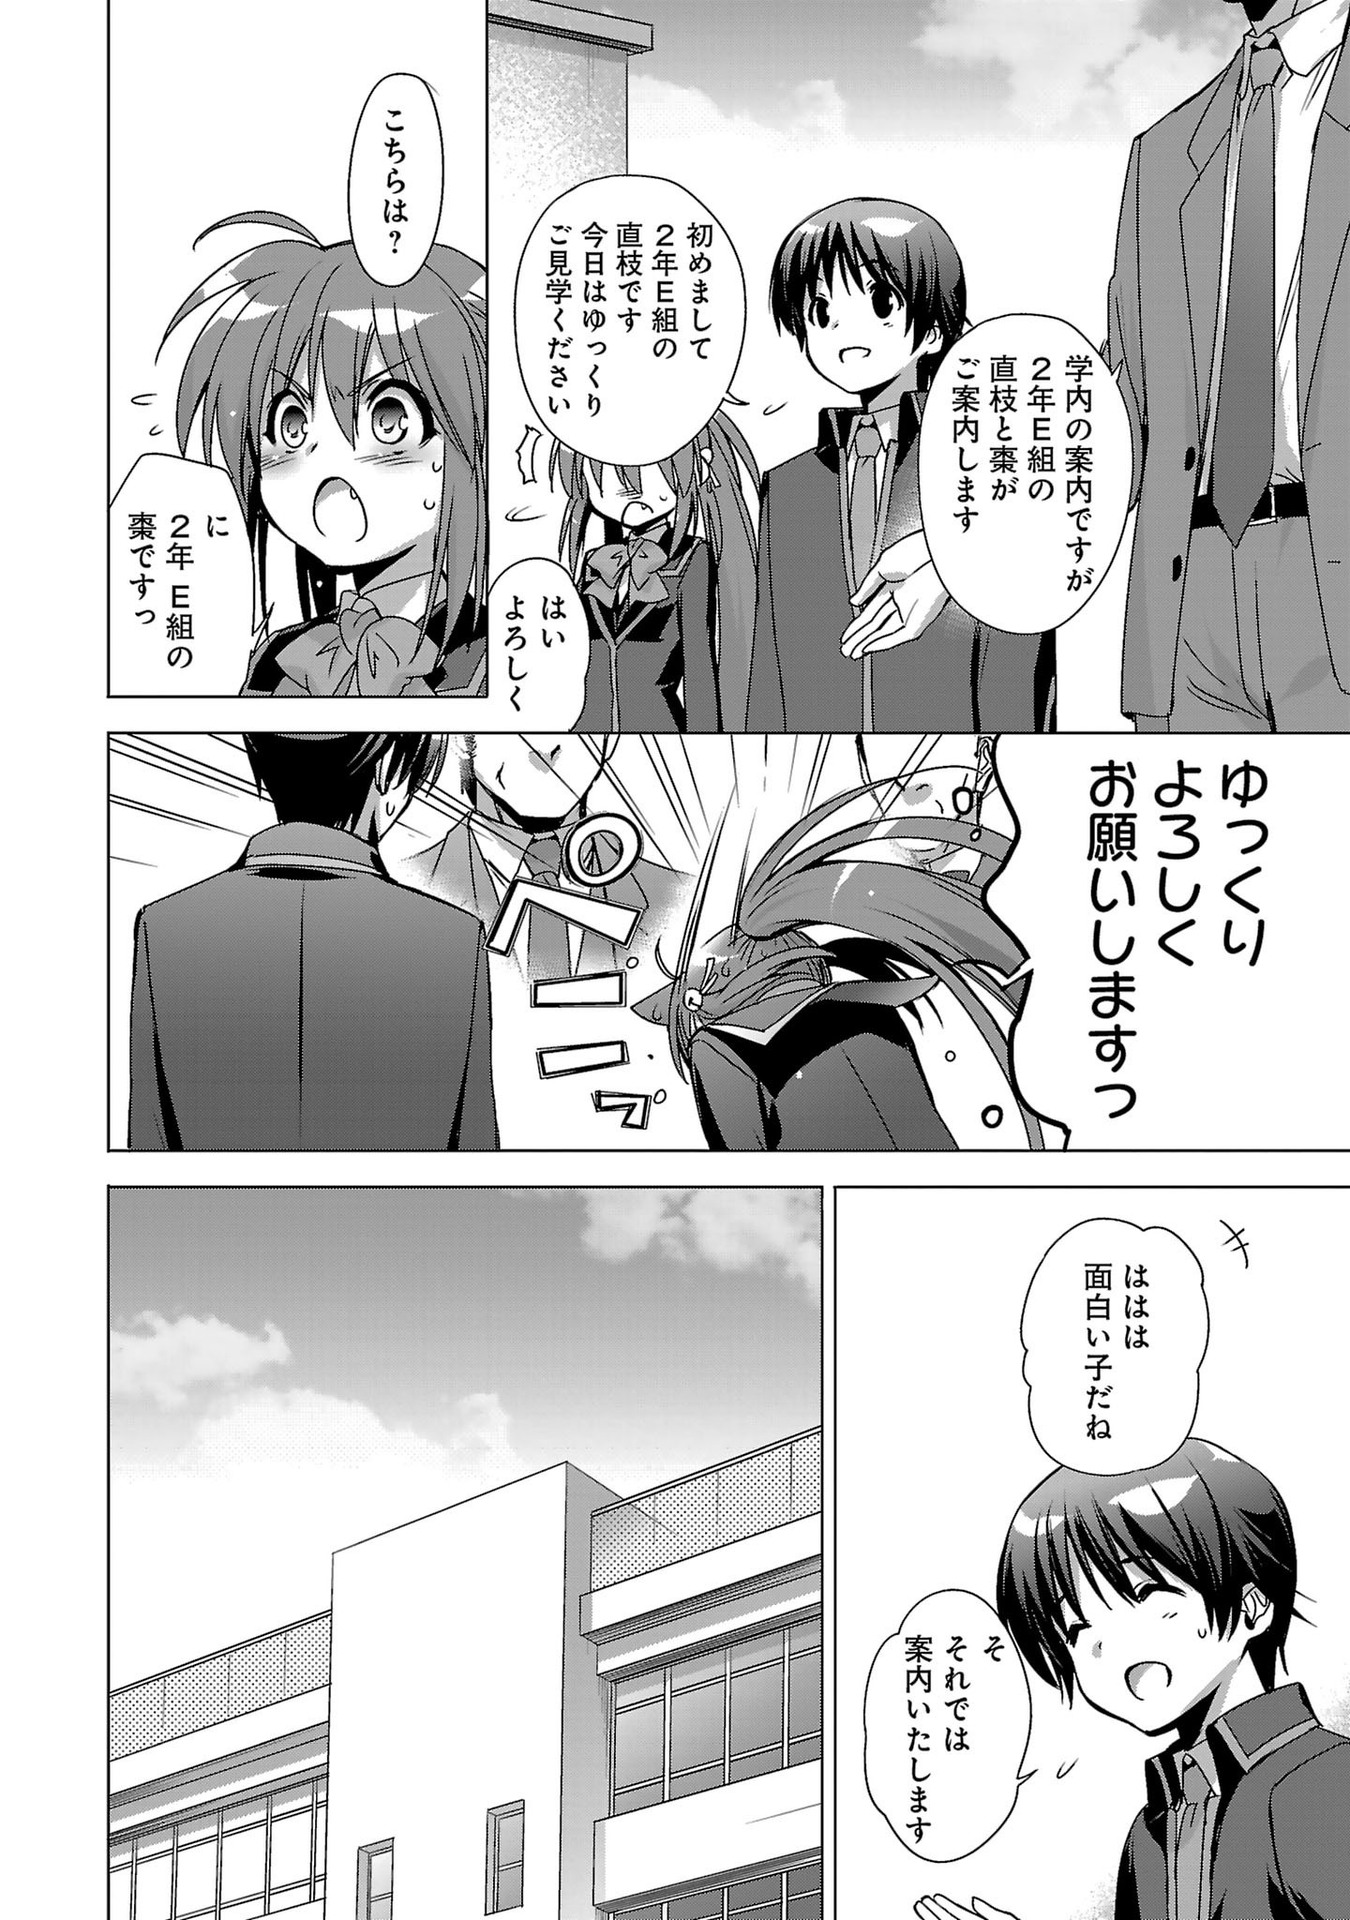 学内の案内ですが
２年Ｅ組の
直枝と棗が
ご案内します
初めまして
２年Ｅ組の
直枝です
今日はゆっくり
ご見学ください
はい
よろしく
こちらは？
に
２年Ｅ組の
棗ですっ
ゆっくり
よろしく
お願いしますっ
ぺこーっ
ははは
面白い子だね
そ
それでは
案内いたします